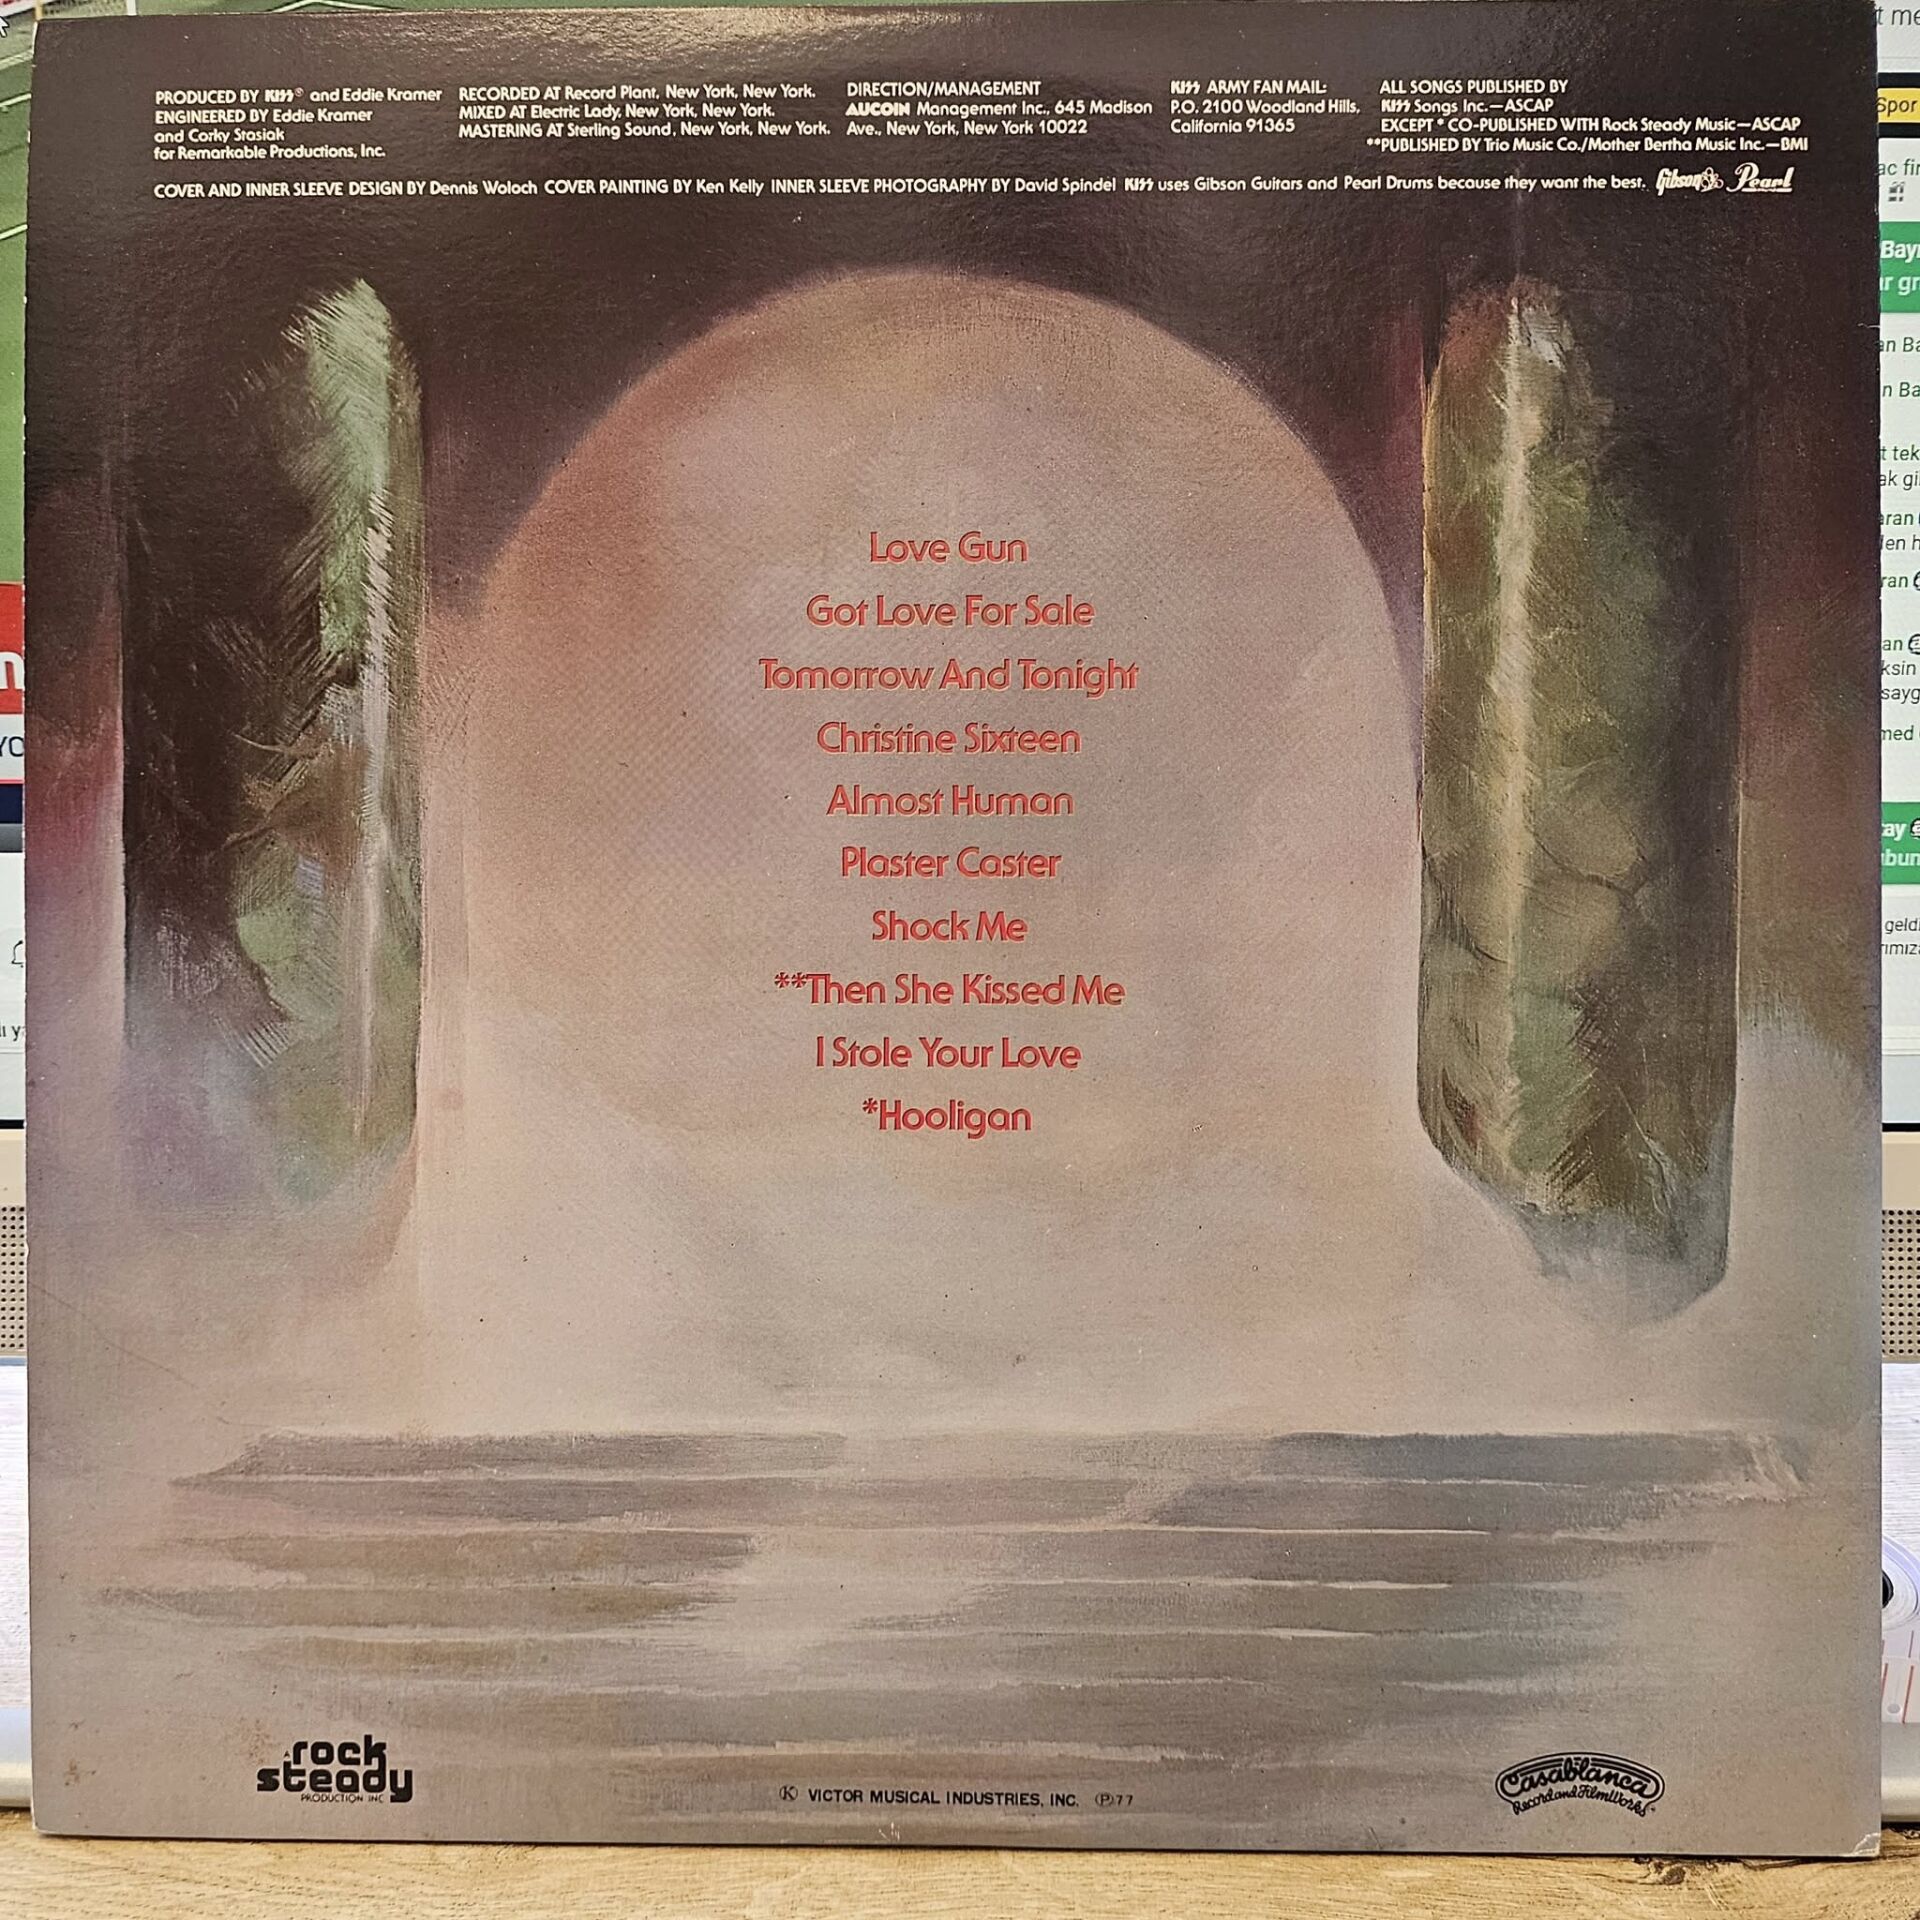 PRODUCED BY KISS® and Eddie Kramer
ENGINEERED BY Eddie Kramer
and Corky Stasiak
for Remarkable Productions, Inc.
RECORDED AT Record Plant, New York, New York.
MIXED AT Electric Lady, New York, New York.
MASTERING AT Sterling Sound, New York, New York.
DIRECTION/MANAGEMENT
AUCOIN Management Inc., 645 Madison
Ave., New York, New York 10022
KISS ARMY FAN MAIL:
P.O. 2100 Woodland Hills,
California 91365
ALL SONGS PUBLISHED BY
KISS Songs Inc.—ASCAP
EXCEPT * CO-PUBLISHED WITH Rock Steady Music—ASCAP
**PUBLISHED BY Trio Music Co./Mother Bertha Music Inc.—BMI
COVER AND INNER SLEEVE DESIGN BY Dennis Woloch COVER PAINTING BY Ken Kelly INNER SLEEVE PHOTOGRAPHY BY David Spindel KISS uses Gibson Guitars and Pearl Drums because they want the best. Gibson Pearl
Love Gun
Got Love For Sale
Tomorrow And Tonight
Christine Sixteen
Almost Human
Plaster Caster
Shock Me
**Then She Kissed Me
I Stole Your Love
*Hooligan
A rock
steady
PRODUCTION INC
Ⓚ VICTOR MUSICAL INDUSTRIES, INC. Ⓟ77
Casablanca
Record and FilmWorks
Spor